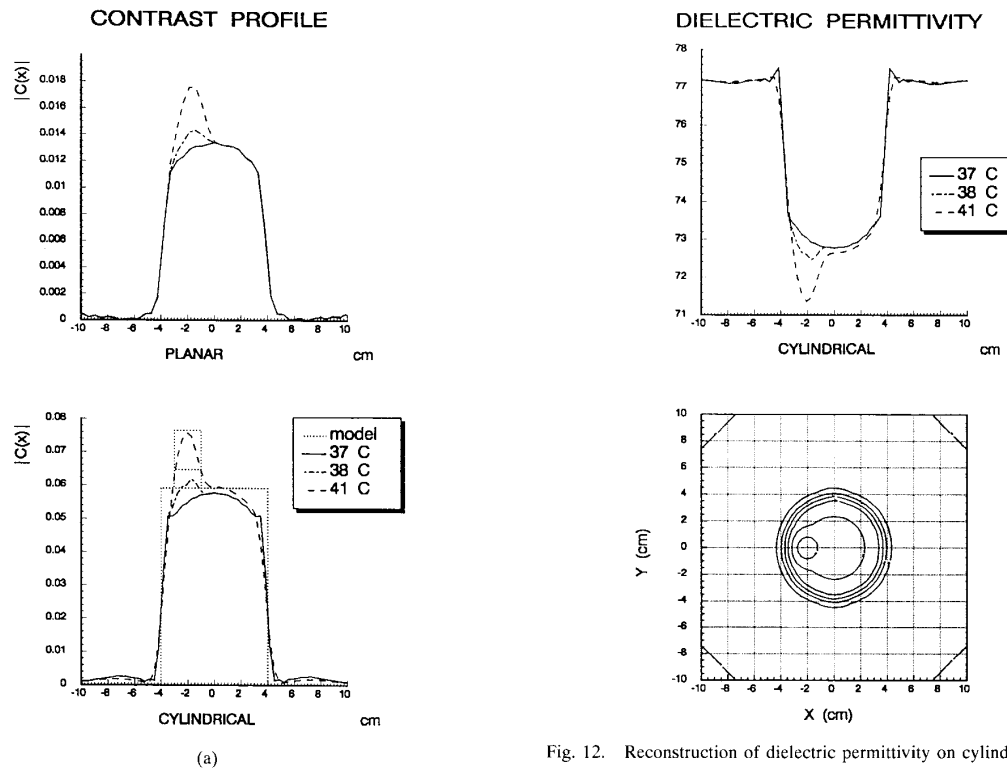 CONTRAST PROFILE
|C(x)|
0.018
0.016
0.014
0.012
0.01
0.008
0.006
0.004
0.002
0
-10 -8 -6 -4 -2 0 2 4 6 8 10
PLANAR cm
|C(x)|
0.08
0.07
0.06
0.05
0.04
0.03
0.02
0.01
0
-10 -8 -6 -4 -2 0 2 4 6 8 10
CYLINDRICAL cm
model
37 C
38 C
41 C
(a)
DIELECTRIC PERMITTIVITY
78
77
76
75
74
73
72
71
-10 -8 -6 -4 -2 0 2 4 6 8 10
CYLINDRICAL cm
37 C
38 C
41 C
Y (cm)
10
8
6
4
2
0
-2
-4
-6
-8
-10
-10 -8 -6 -4 -2 0 2 4 6 8 10
X (cm)
Fig. 12. Reconstruction of dielectric permittivity on cylind